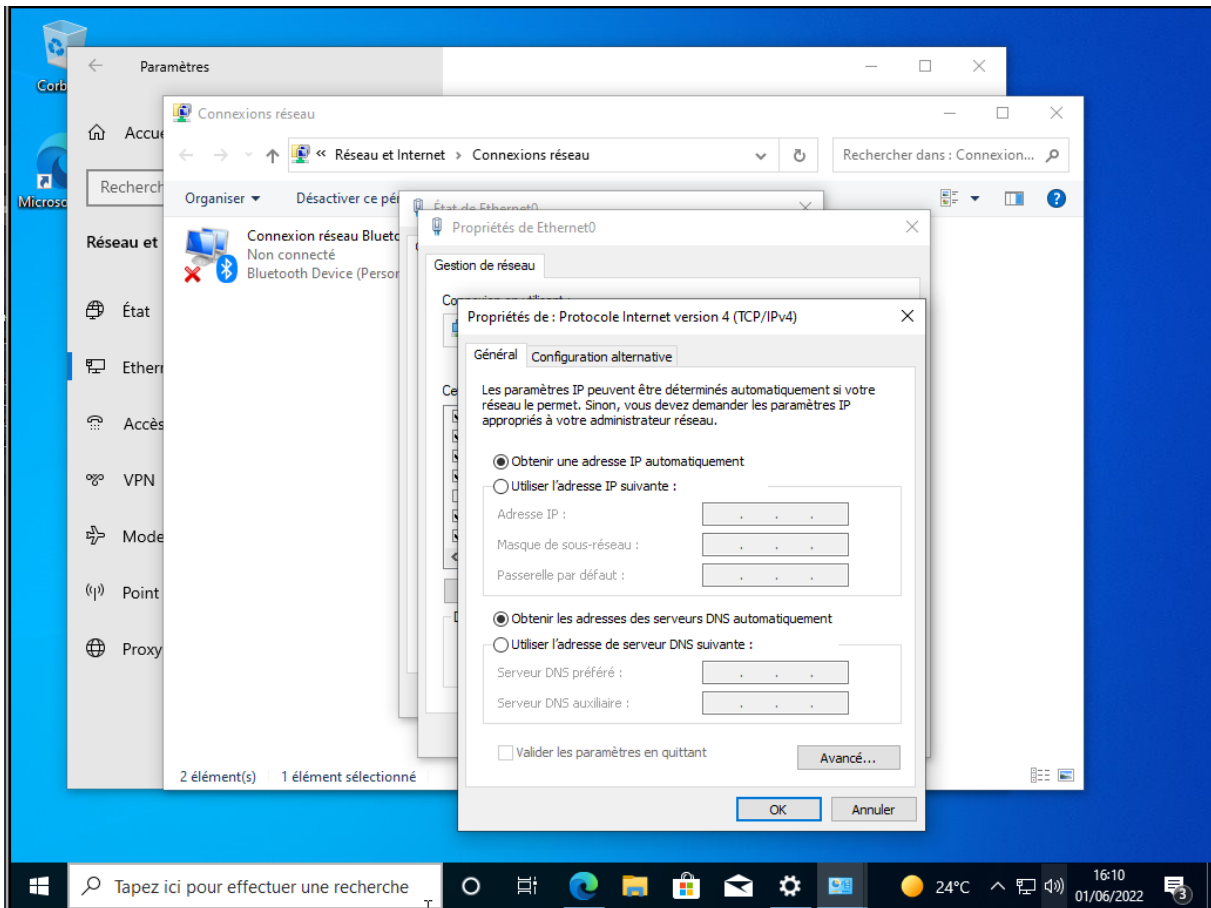 Corb
Microso
Paramètres
Accue
Recherch
Réseau et
État
Ethern
Accès
VPN
Mode
Point
Proxy
Connexions réseau
« Réseau et Internet > Connexions réseau
Rechercher dans : Connexion...
Organiser
Désactiver ce pér
Connexion réseau Blueto
Non connecté
Bluetooth Device (Person
2 élément(s)
1 élément sélectionné
État de Ethernet0
Propriétés de Ethernet0
Gestion de réseau
Connexion en utilisant :
Ce
Propriétés de : Protocole Internet version 4 (TCP/IPv4)
Général
Configuration alternative
Les paramètres IP peuvent être déterminés automatiquement si votre
réseau le permet. Sinon, vous devez demander les paramètres IP
appropriés à votre administrateur réseau.
Obtenir une adresse IP automatiquement
Utiliser l'adresse IP suivante :
Adresse IP :
Masque de sous-réseau :
Passerelle par défaut :
Obtenir les adresses des serveurs DNS automatiquement
Utiliser l'adresse de serveur DNS suivante :
Serveur DNS préféré :
Serveur DNS auxiliaire :
Valider les paramètres en quittant
Avancé...
OK
Annuler
Tapez ici pour effectuer une recherche
24°C
16:10
01/06/2022
3